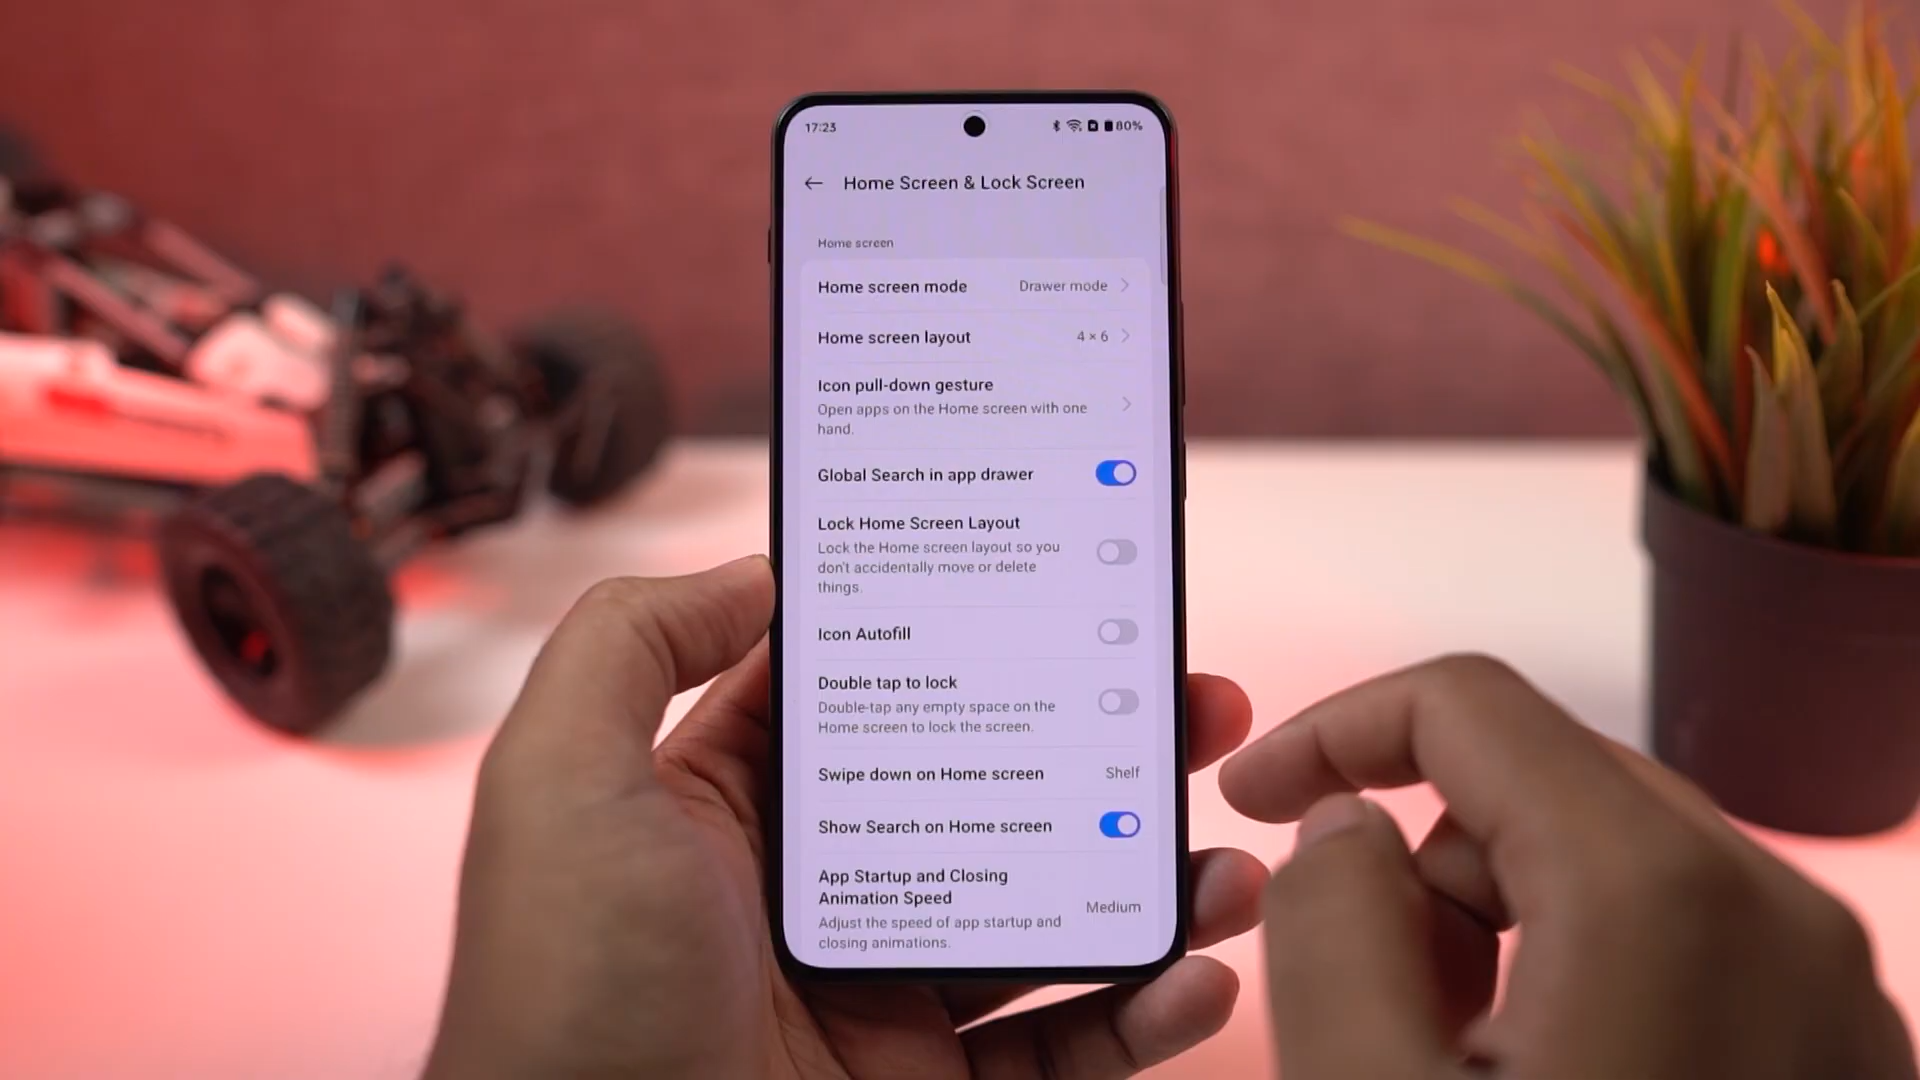 17:23
80%
Home Screen & Lock Screen
Home screen
Home screen mode
Drawer mode
Home screen layout
4 × 6
Icon pull-down gesture
Open apps on the Home screen with one
hand.
Global Search in app drawer
Lock Home Screen Layout
Lock the Home screen layout so you
don't accidentally move or delete
things.
Icon Autofill
Double tap to lock
Double-tap any empty space on the
Home screen to lock the screen.
Swipe down on Home screen
Shelf
Show Search on Home screen
App Startup and Closing
Animation Speed
Medium
Adjust the speed of app startup and
closing animations.